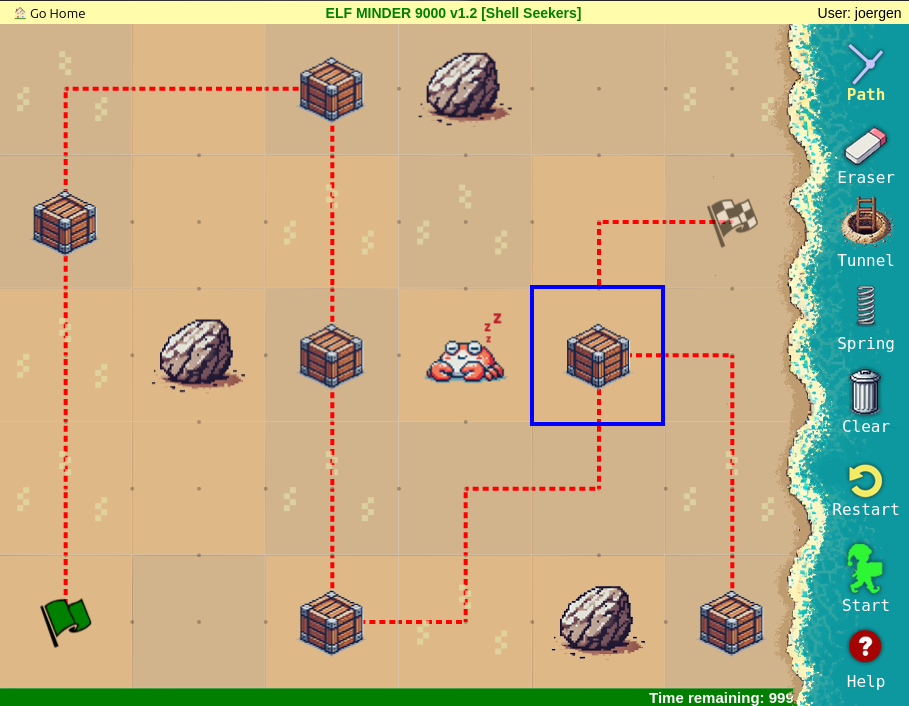 Go Home
ELF MINDER 9000 v1.2 [Shell Seekers]
User: joergen
Path
Eraser
z
z
z
Tunnel
Spring
Clear
Restart
Start
?
Help
Time remaining: 999